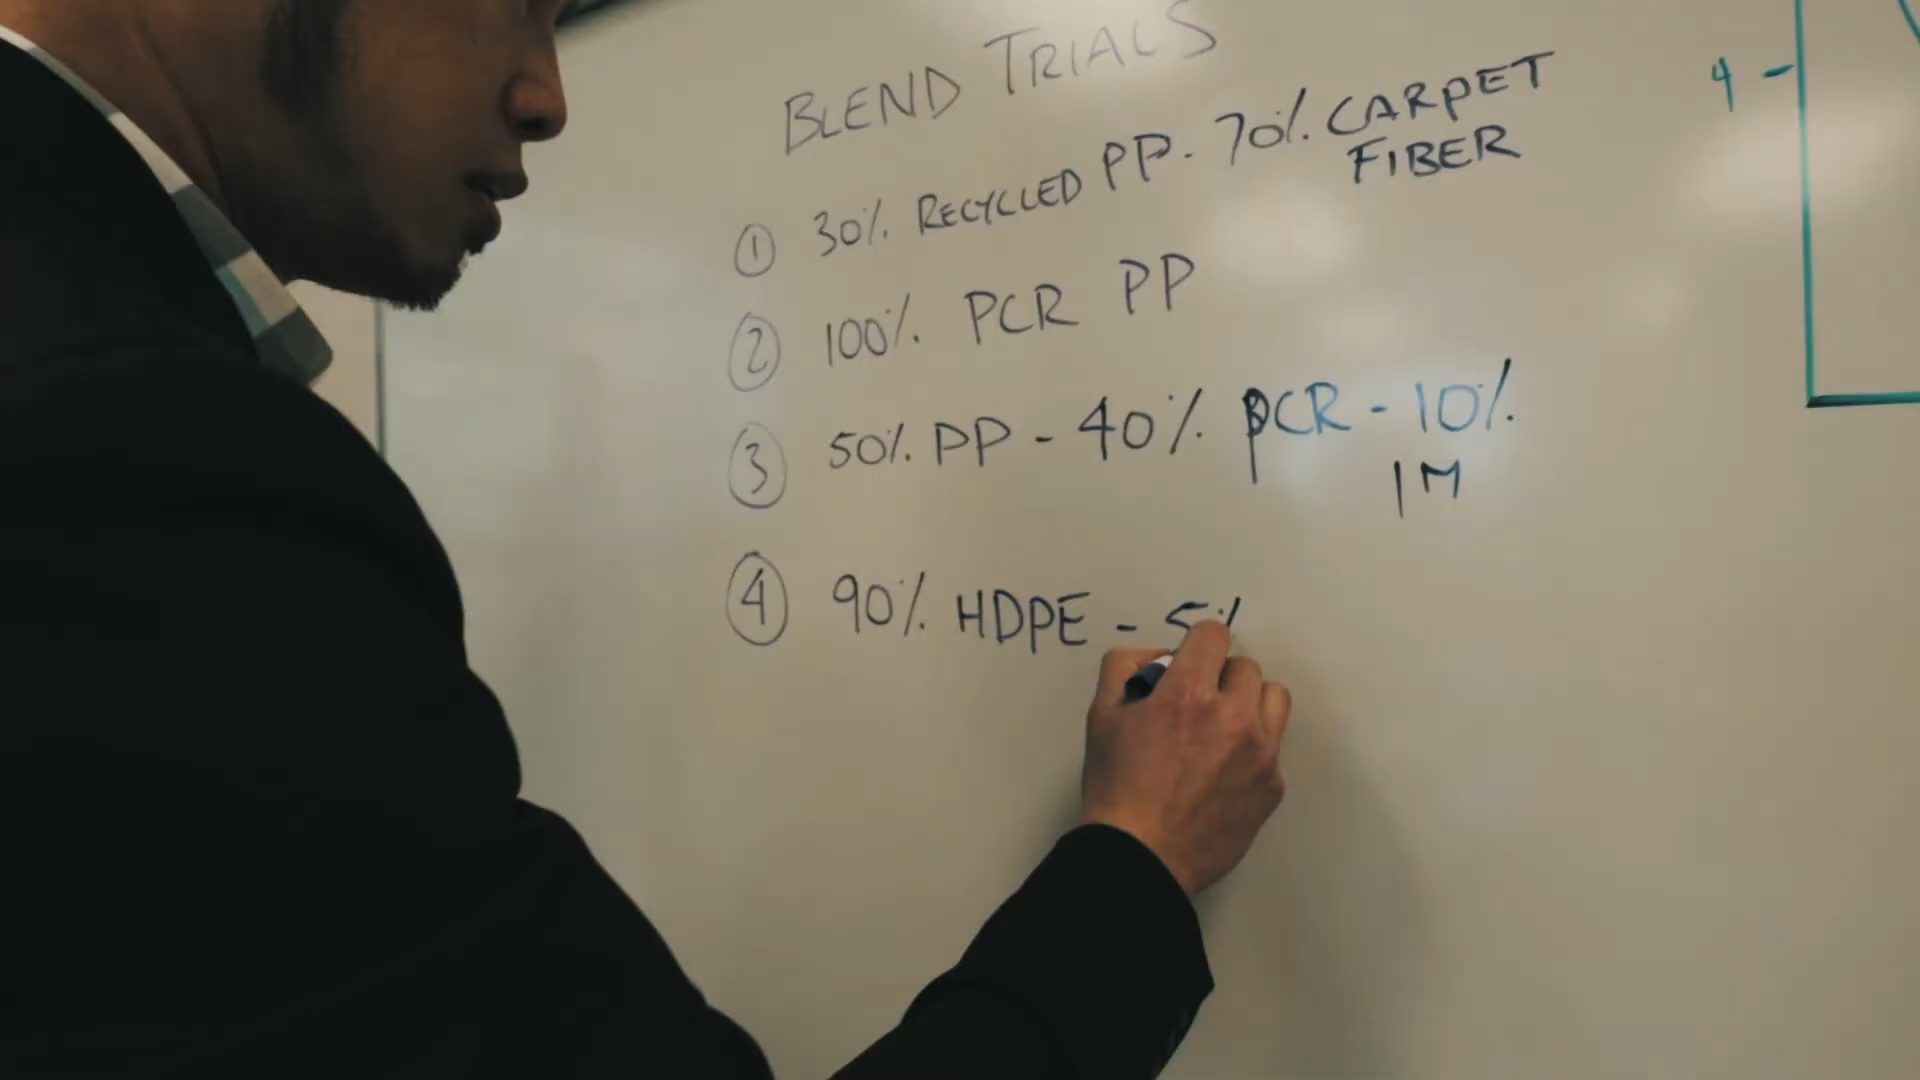 BLEND TRIALS
① 30% RECYCLED PP - 70% CARPET
FIBER
② 100% PCR PP
③ 50% PP - 40% PCR - 10%
IM
④ 90% HDPE - 5%
4